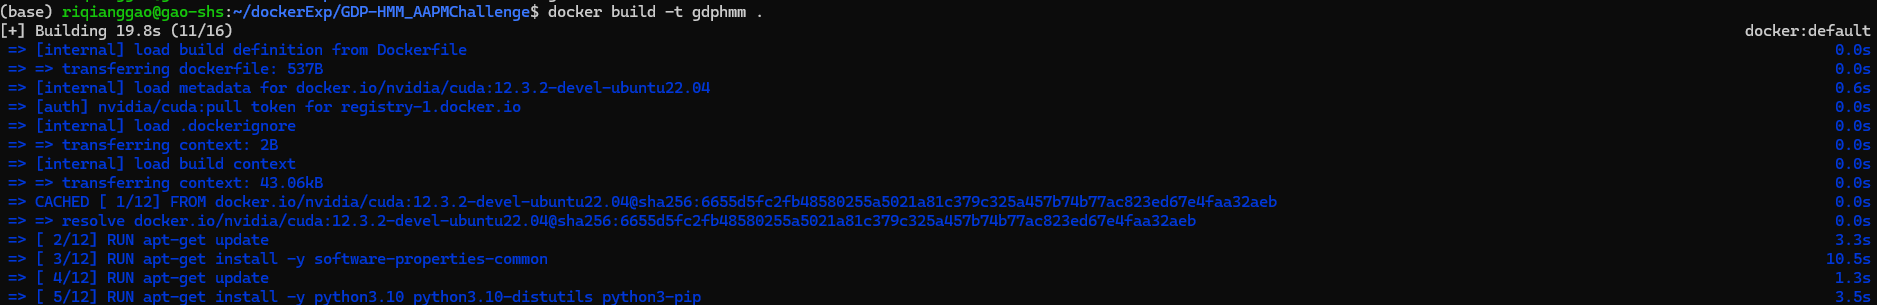 (base) riqianggao@gao-shs:~/dockerExp/GDP-HMM_AAPMChallenge$ docker build -t gdphmm .
[+] Building 19.8s (11/16) docker:default
=> [internal] load build definition from Dockerfile 0.0s
=> => transferring dockerfile: 537B 0.0s
=> [internal] load metadata for docker.io/nvidia/cuda:12.3.2-devel-ubuntu22.04 0.6s
=> [auth] nvidia/cuda:pull token for registry-1.docker.io 0.0s
=> [internal] load .dockerignore 0.0s
=> => transferring context: 2B 0.0s
=> [internal] load build context 0.0s
=> => transferring context: 43.06kB 0.0s
=> CACHED [ 1/12] FROM docker.io/nvidia/cuda:12.3.2-devel-ubuntu22.04@sha256:6655d5fc2fb48580255a5021a81c379c325a457b74b77ac823ed67e4faa32aeb 0.0s
=> => resolve docker.io/nvidia/cuda:12.3.2-devel-ubuntu22.04@sha256:6655d5fc2fb48580255a5021a81c379c325a457b74b77ac823ed67e4faa32aeb 0.0s
=> [ 2/12] RUN apt-get update 3.3s
=> [ 3/12] RUN apt-get install -y software-properties-common 10.5s
=> [ 4/12] RUN apt-get update 1.3s
=> [ 5/12] RUN apt-get install -y python3.10 python3.10-distutils python3-pip 3.5s